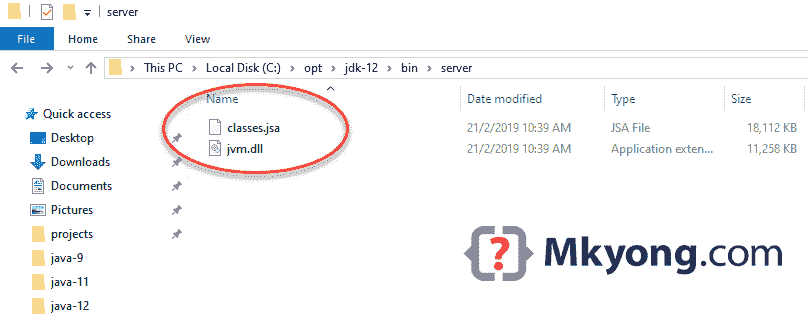 server
File Home Share View
This PC Local Disk (C:) opt jdk-12 bin server
Name Date modified Type Size
Quick access
classes.jsa 21/2/2019 10:39 AM JSA File 18,112 KB
Desktop
jvm.dll 21/2/2019 10:39 AM Application exten... 11,258 KB
Downloads
Documents
Pictures
projects
{?} Mkyong.com
java-9
java-11
java-12